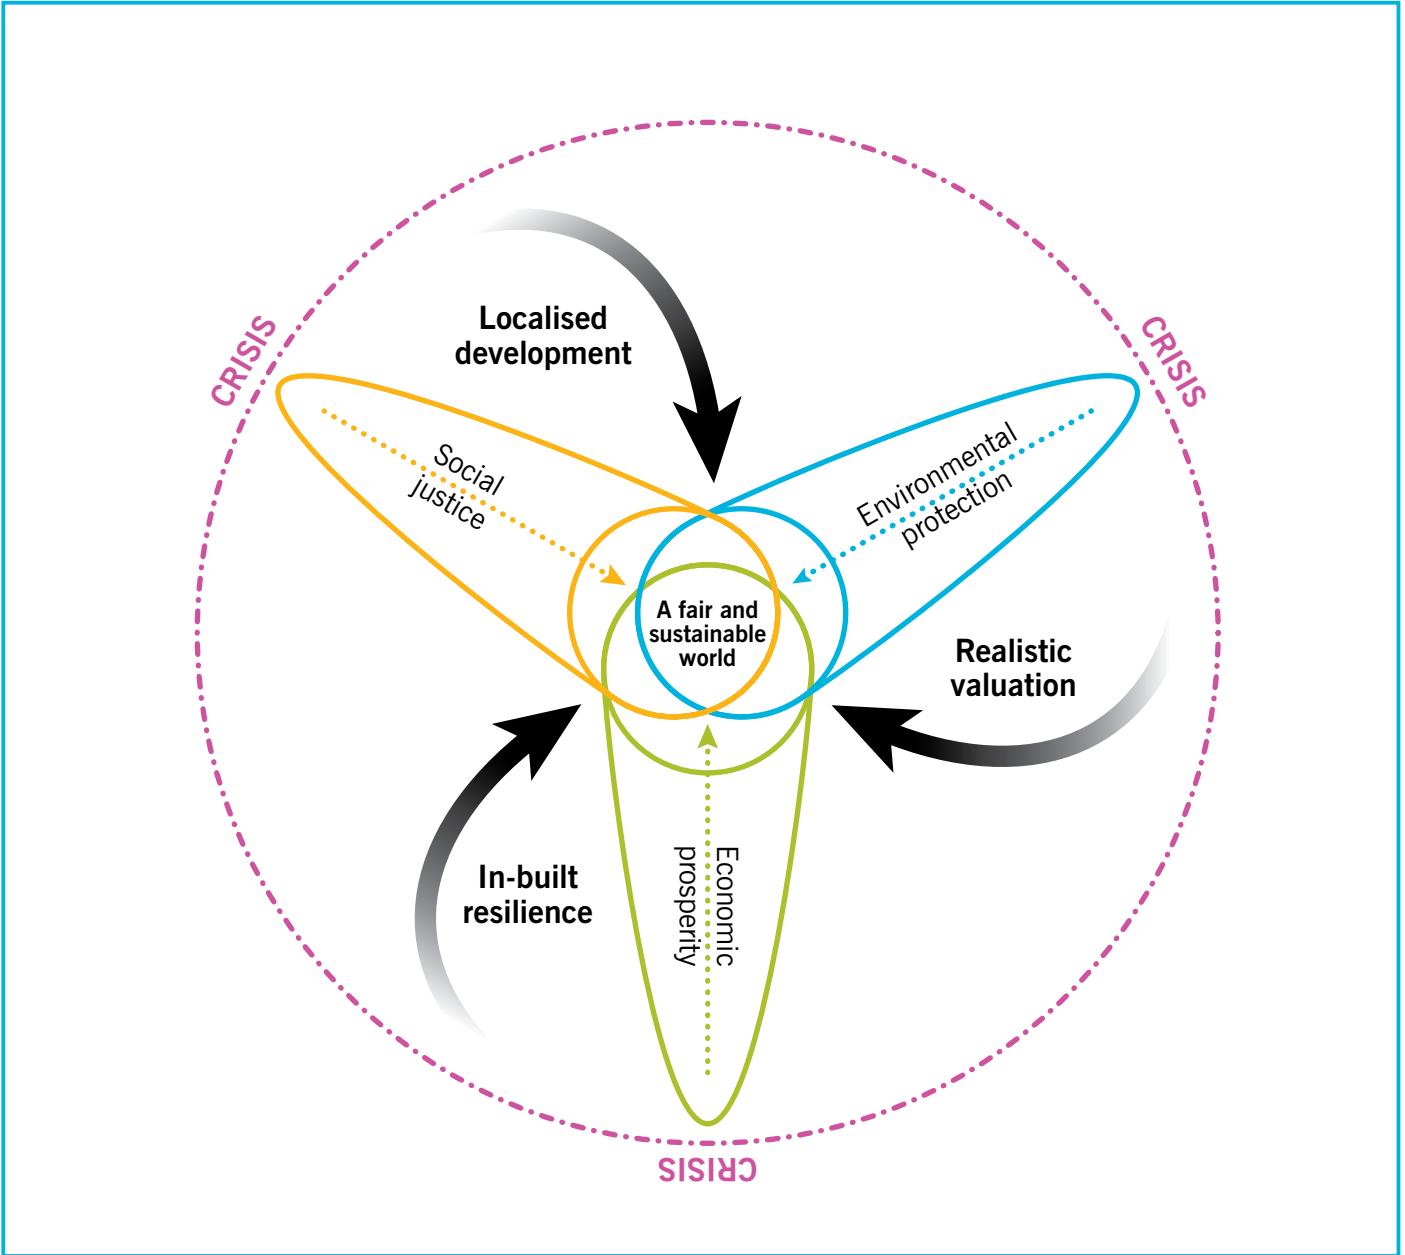 CRISIS
CRISIS
Localised
development
Social
justice
Environmental
protection
A fair and
sustainable
world
Realistic
valuation
In-built
resilience
Economic
prosperity
CRISIS